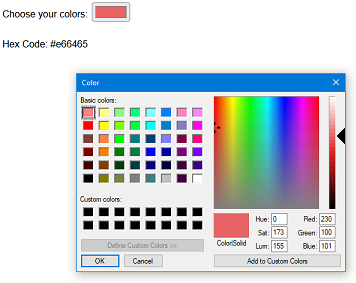 Choose your colors:
Hex Code: #e66465
Color
Basic colors:
Custom colors:
Define Custom Colors >>
OK Cancel
Color|Solid
Hue: 0 Red: 230
Sat: 173 Green: 100
Lum: 155 Blue: 101
Add to Custom Colors